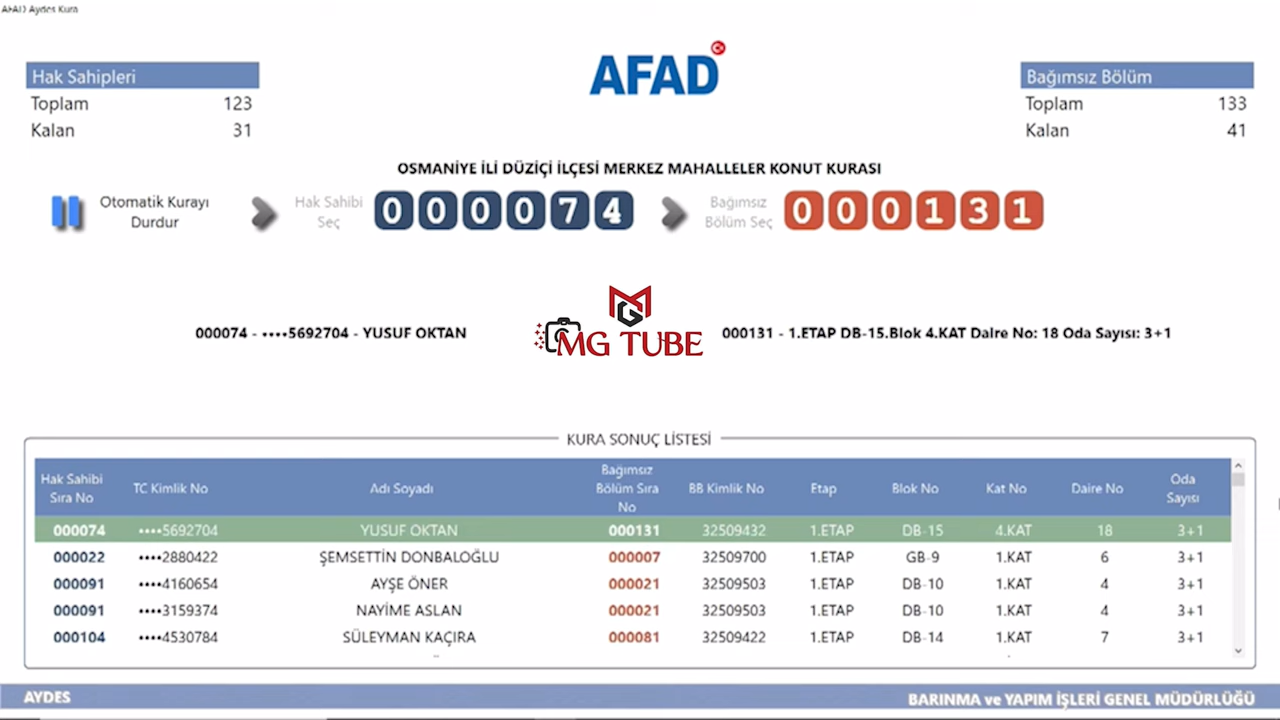 AFAD Aydes Kura
AFAD
Hak Sahipleri
Toplam 123
Kalan 31
Bağımsız Bölüm
Toplam 133
Kalan 41
OSMANİYE İLİ DÜZİÇİ İLÇESİ MERKEZ MAHALLELER KONUT KURASI
Otomatik Kurayı
Durdur
Hak Sahibi
Seç
000074
Bağımsız
Bölüm Seç
000131
000074 - ••••5692704 - YUSUF OKTAN
MG TUBE
000131 - 1.ETAP DB-15.Blok 4.KAT Daire No: 18 Oda Sayısı: 3+1
KURA SONUÇ LİSTESİ
Hak Sahibi Sıra No TC Kimlik No Adı Soyadı Bağımsız Bölüm Sıra No BB Kimlik No Etap Blok No Kat No Daire No Oda Sayısı
000074 ••••5692704 YUSUF OKTAN 000131 32509432 1.ETAP DB-15 4.KAT 18 3+1
000022 ••••2880422 ŞEMSETTİN DONBALOĞLU 000007 32509700 1.ETAP GB-9 1.KAT 6 3+1
000091 ••••4160654 AYŞE ÖNER 000021 32509503 1.ETAP DB-10 1.KAT 4 3+1
000091 ••••3159374 NAYİME ASLAN 000021 32509503 1.ETAP DB-10 1.KAT 4 3+1
000104 ••••4530784 SÜLEYMAN KAÇIRA 000081 32509422 1.ETAP DB-14 1.KAT 7 3+1
AYDES
BARINMA ve YAPIM İŞLERİ GENEL MÜDÜRLÜĞÜ